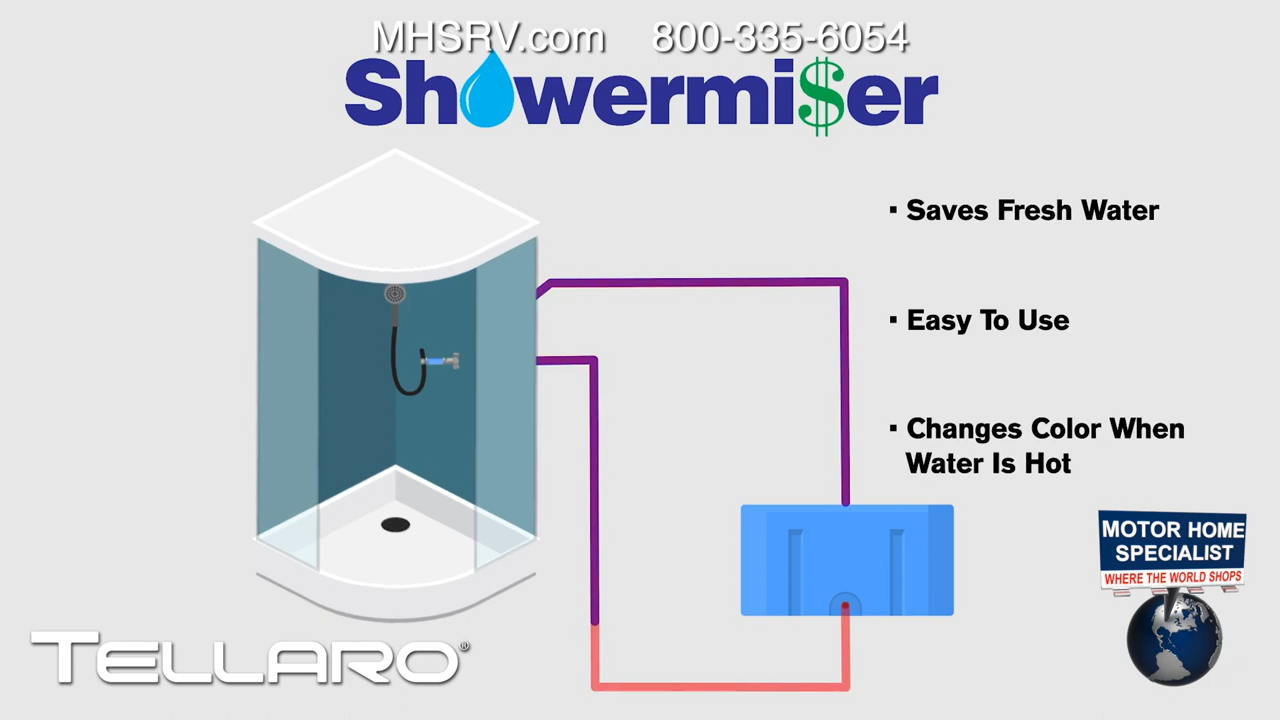 MHSRV.com 800-335-6054
Showermi$er
▪ Saves Fresh Water
▪ Easy To Use
▪ Changes Color When
Water Is Hot
MOTOR HOME
SPECIALIST
WHERE THE WORLD SHOPS
TELLARO®